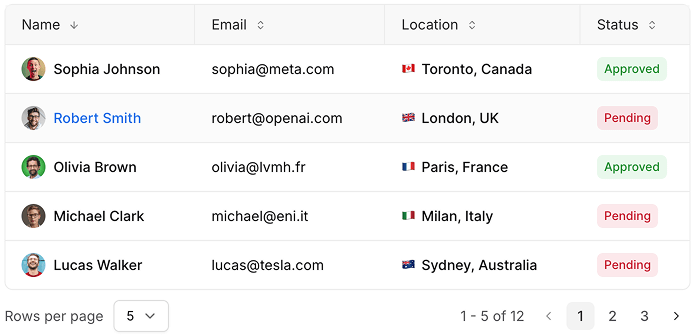 Name Email Location Status
Sophia Johnson sophia@meta.com Toronto, Canada Approved
Robert Smith robert@openai.com London, UK Pending
Olivia Brown olivia@lvmh.fr Paris, France Approved
Michael Clark michael@eni.it Milan, Italy Pending
Lucas Walker lucas@tesla.com Sydney, Australia Pending
Rows per page 5 1 - 5 of 12 1 2 3